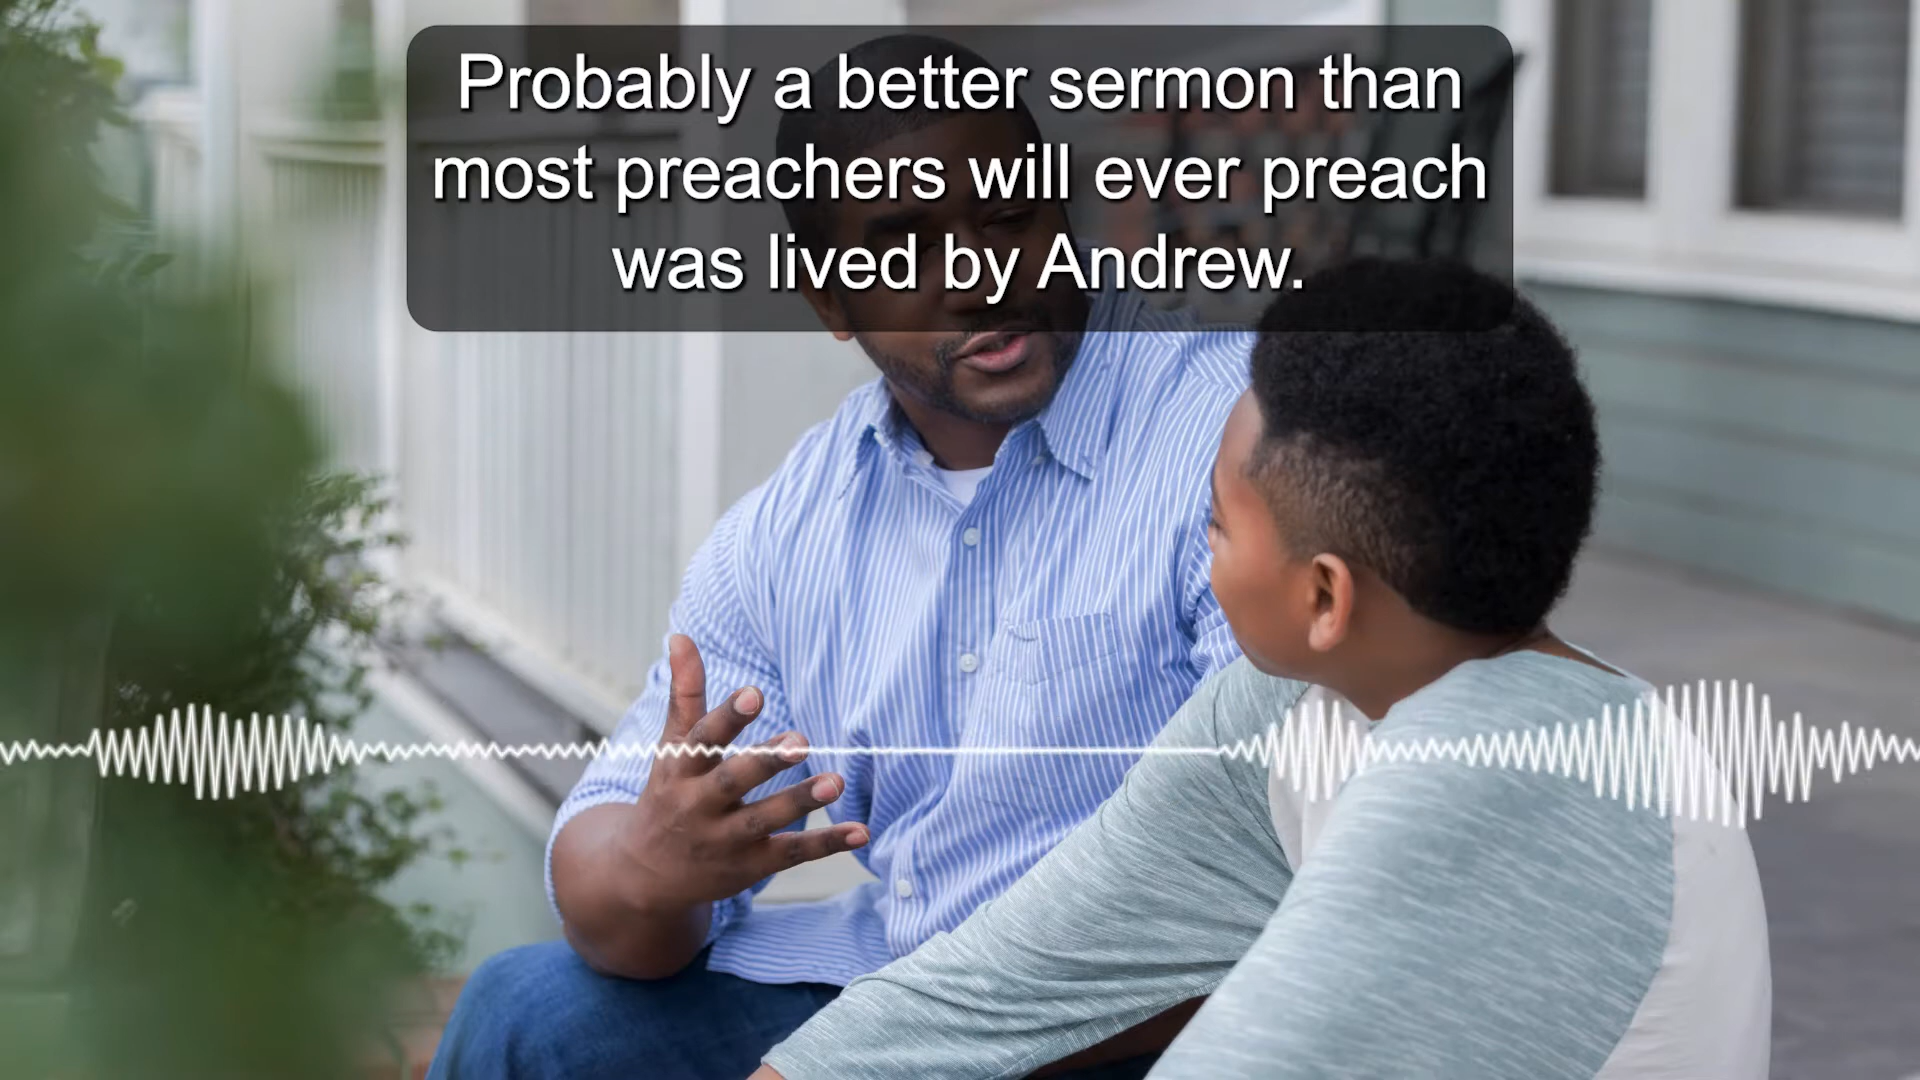 Probably a better sermon than
most preachers will ever preach
was lived by Andrew.